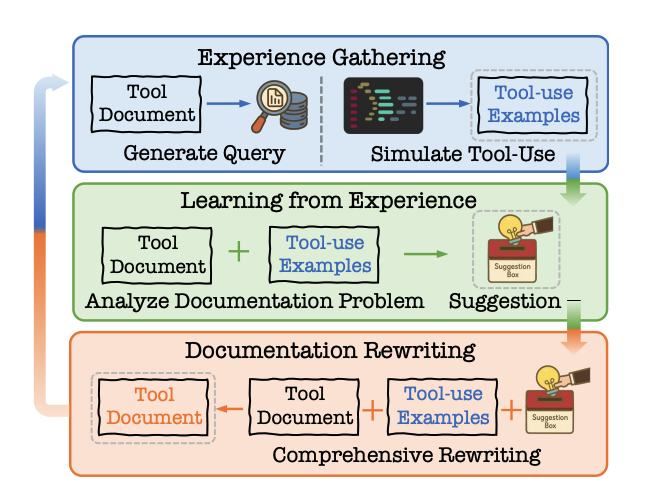 Experience Gathering
Tool
Document
Tool-use
Examples
Generate Query
Simulate Tool-Use
Learning from Experience
Tool
Document
+
Tool-use
Examples
Suggestion
Box
Analyze Documentation Problem
Suggestion
Documentation Rewriting
Tool
Document
Tool
Document
+
Tool-use
Examples
+
Suggestion
Box
Comprehensive Rewriting